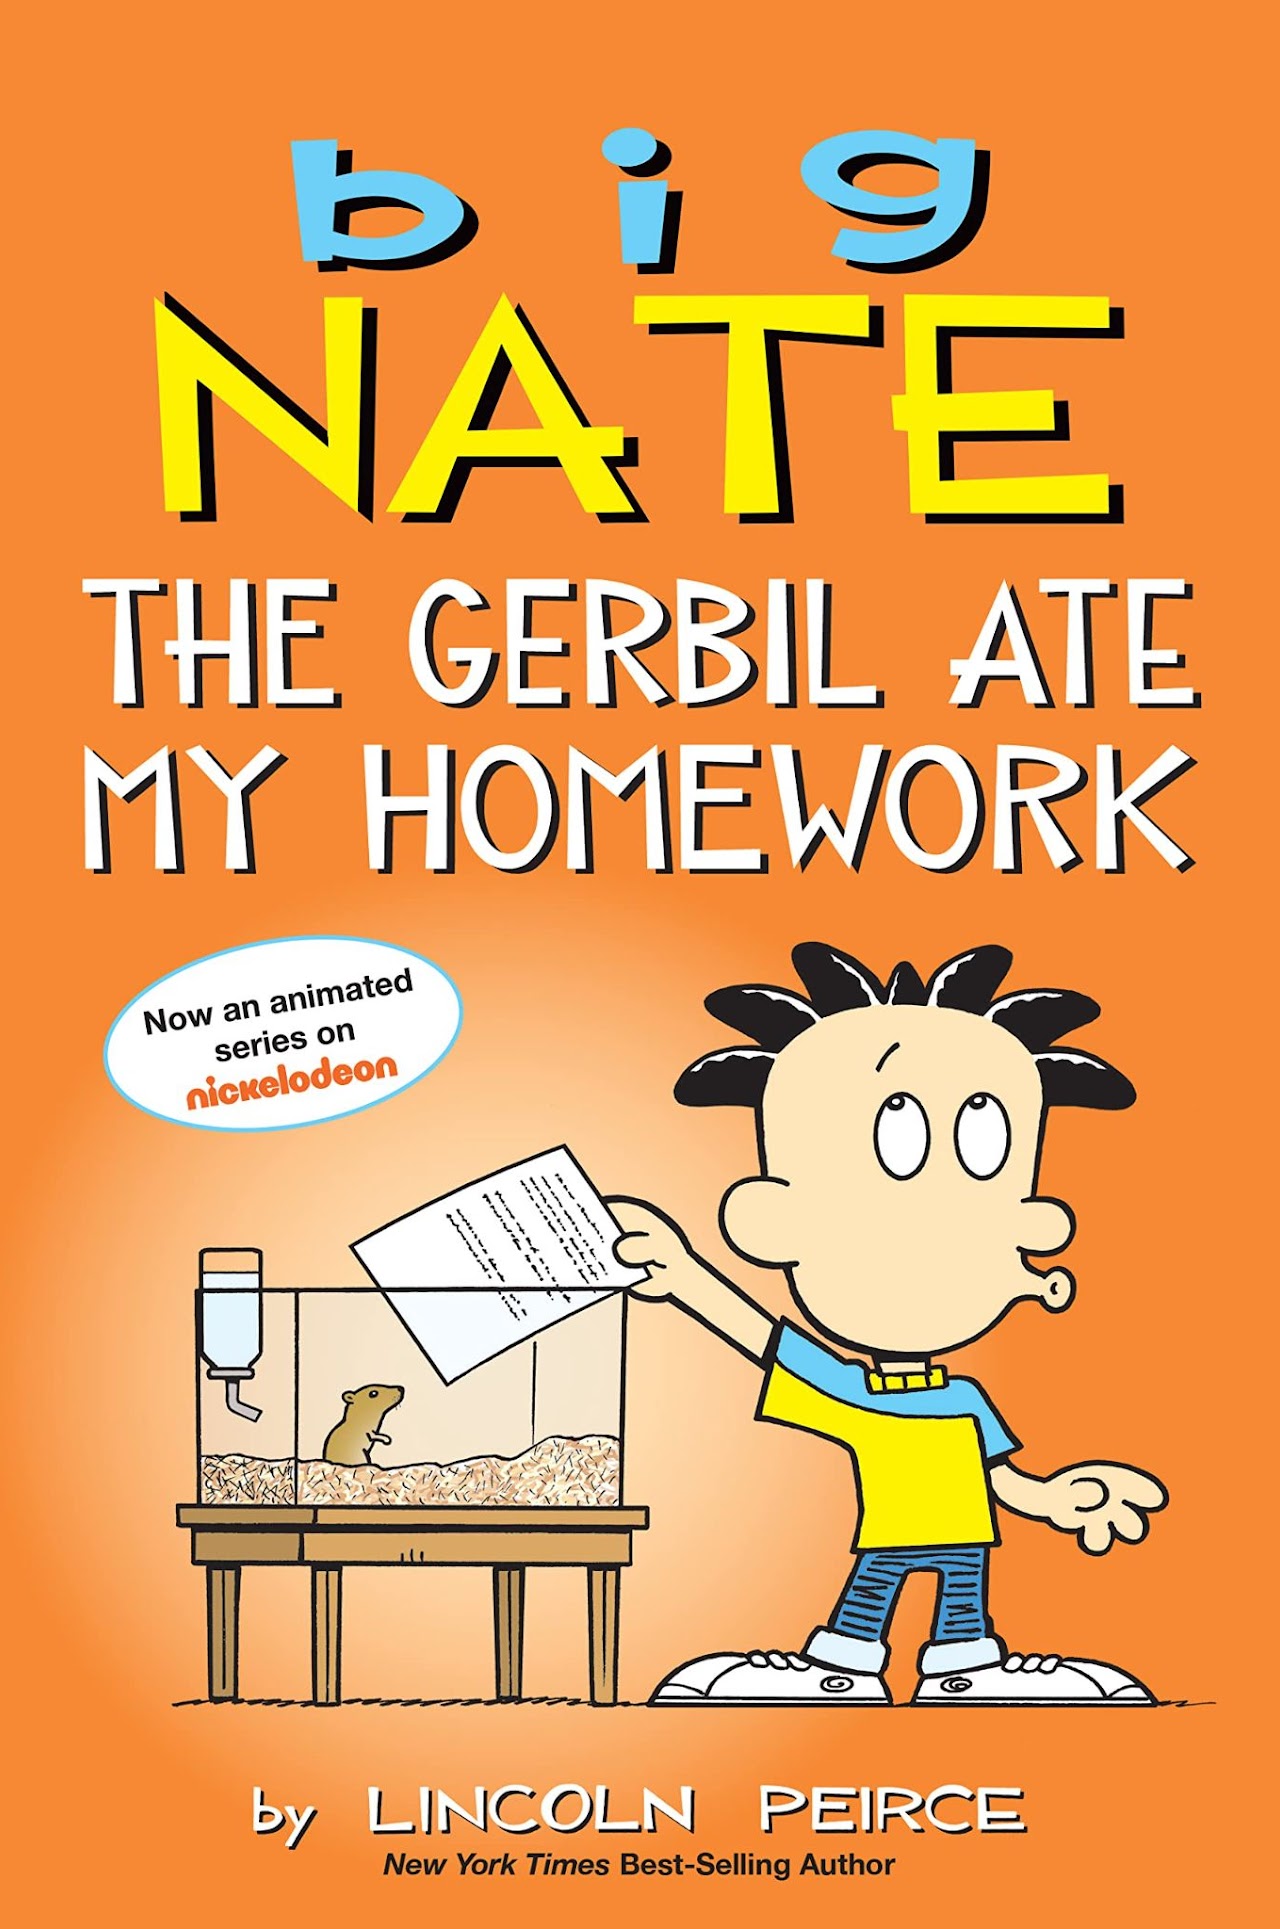 big
NATE
THE GERBIL ATE
MY HOMEWORK
Now an animated
series on
nickelodeon
by LINCOLN PEIRCE
New York Times Best-Selling Author